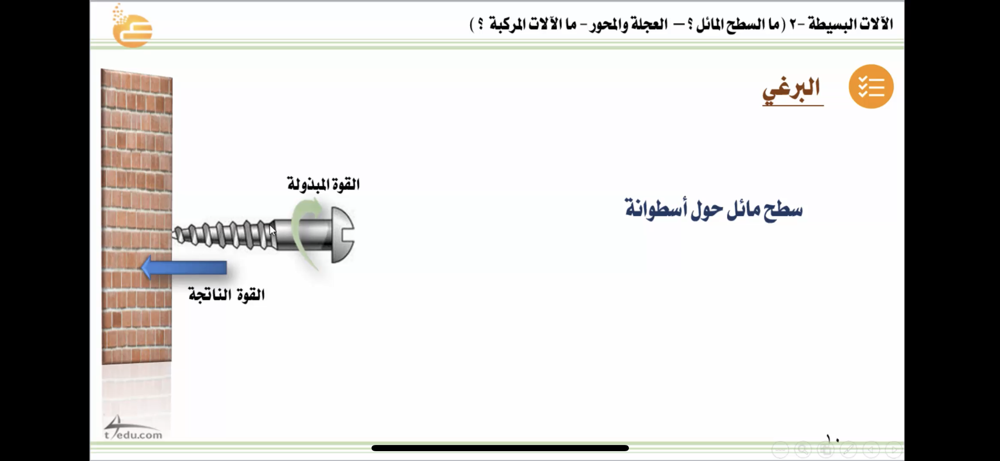 الآلات البسيطة -٢ (ما السطح المائل ؟ – العجلة والمحور - ما الآلات المركبة ؟ )
البرغي
القوة المبذولة
سطح مائل حول أسطوانة
القوة الناتجة
t4edu.com
١٠